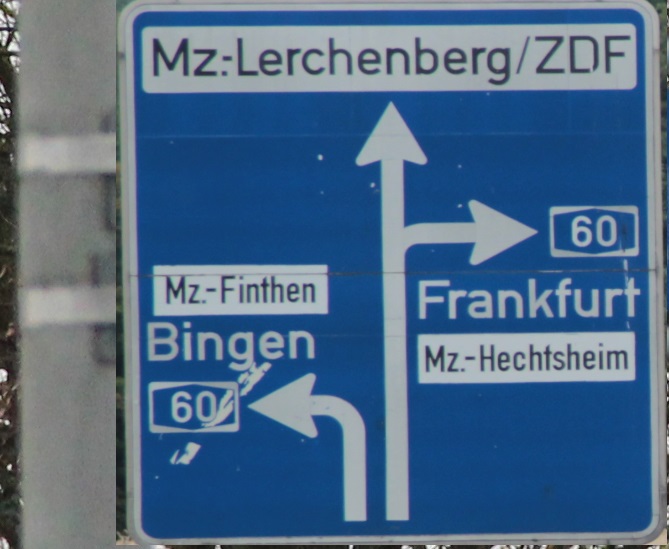 Mz.-Lerchenberg/ZDF
60
Frankfurt
Mz.-Hechtsheim
Mz.-Finthen
Bingen
60